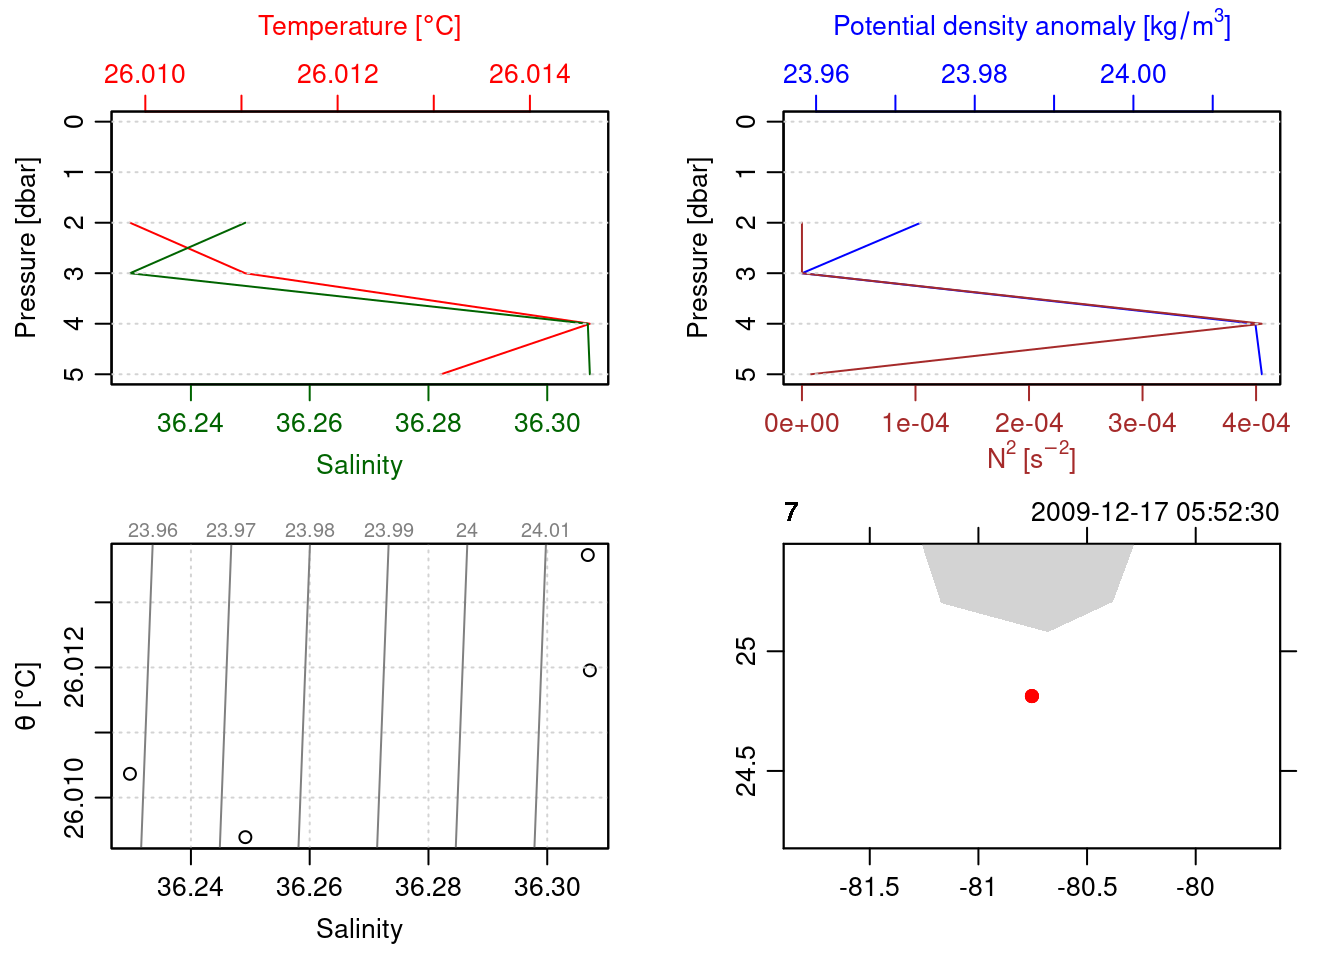 Temperature [°C]
26.010 26.012 26.014
0
1
2
3
4
5
Pressure [dbar]
36.24 36.26 36.28 36.30
Salinity
Potential density anomaly [kg/m³]
23.96 23.98 24.00
0
1
2
3
4
5
Pressure [dbar]
0e+00 1e-04 2e-04 3e-04 4e-04
N² [s⁻²]
23.96 23.97 23.98 23.99 24 24.01
26.012
26.010
θ [°C]
36.24 36.26 36.28 36.30
Salinity
7 2009-12-17 05:52:30
25
24.5
-81.5 -81 -80.5 -80